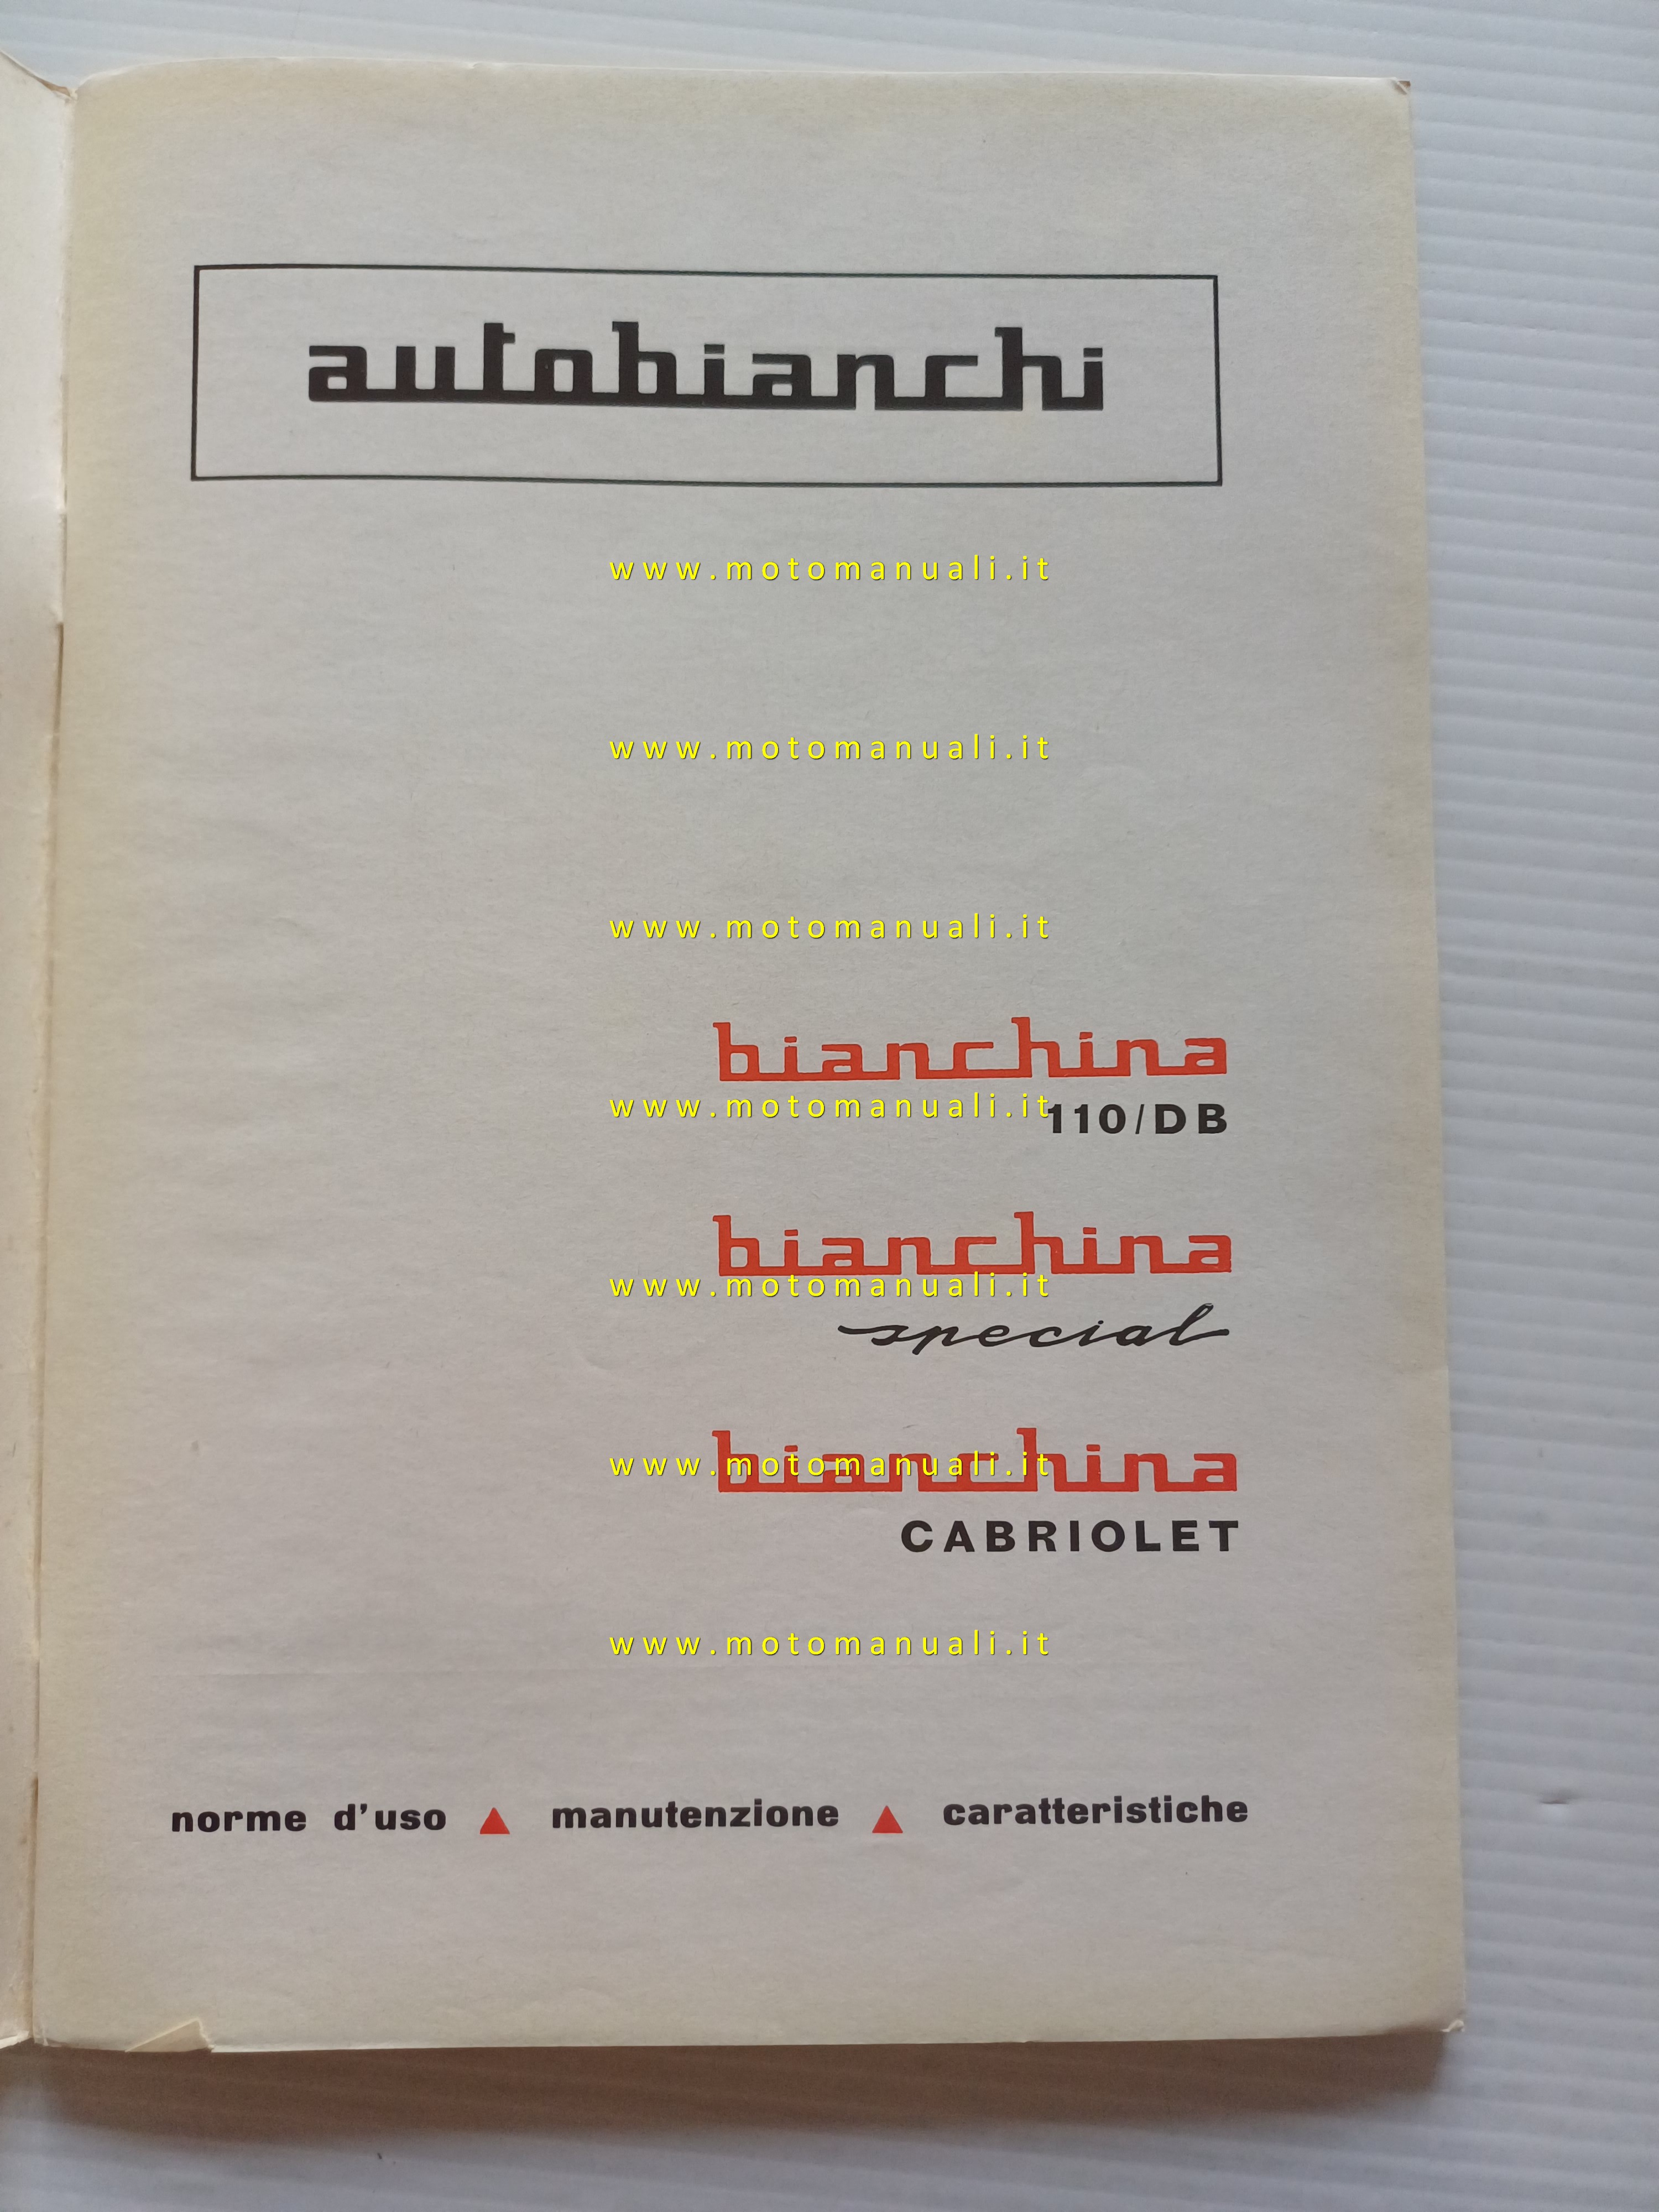 autobianchi
www.motomanuali.it
www.motomanuali.it
www.motomanuali.it
bianchina
www.motomanuali.it
110/DB
bianchina
www.motomanuali.it
special
bianchina
www.motomanuali.it
CABRIOLET
www.motomanuali.it
norme d'uso ▲ manutenzione ▲ caratteristiche